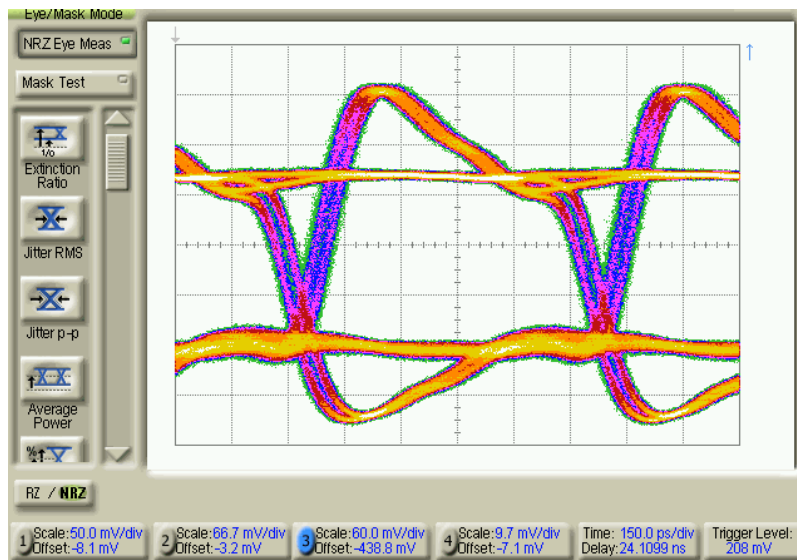 Eye/Mask Mode
NRZ Eye Meas
Mask Test
1/0
Extinction
Ratio
Jitter RMS
Jitter p-p
Average
Power
%
RZ / NRZ
1 Scale:50.0 mV/div
Offset:-8.1 mV
2 Scale:66.7 mV/div
Offset:-3.2 mV
3 Scale:60.0 mV/div
Offset:-438.8 mV
4 Scale:9.7 mV/div
Offset:-7.1 mV
Time: 150.0 ps/div
Delay:24.1099 ns
Trigger Level:
208 mV